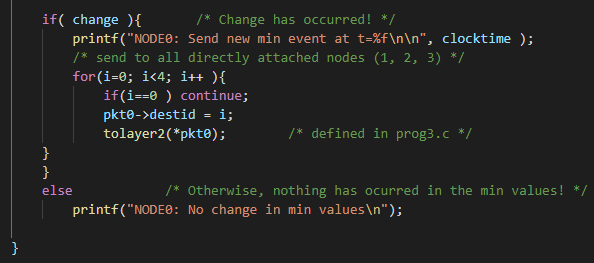 if( change ){       /* Change has occurred! */
    printf("NODE0: Send new min event at t=%f\n\n", clocktime );
    /* send to all directly attached nodes (1, 2, 3) */
    for(i=0; i<4; i++ ){
        if(i==0 ) continue;
        pkt0->destid = i;
        tolayer2(*pkt0);        /* defined in prog3.c */
}
}
else            /* Otherwise, nothing has ocurred in the min values! */
    printf("NODE0: No change in min values\n");
}